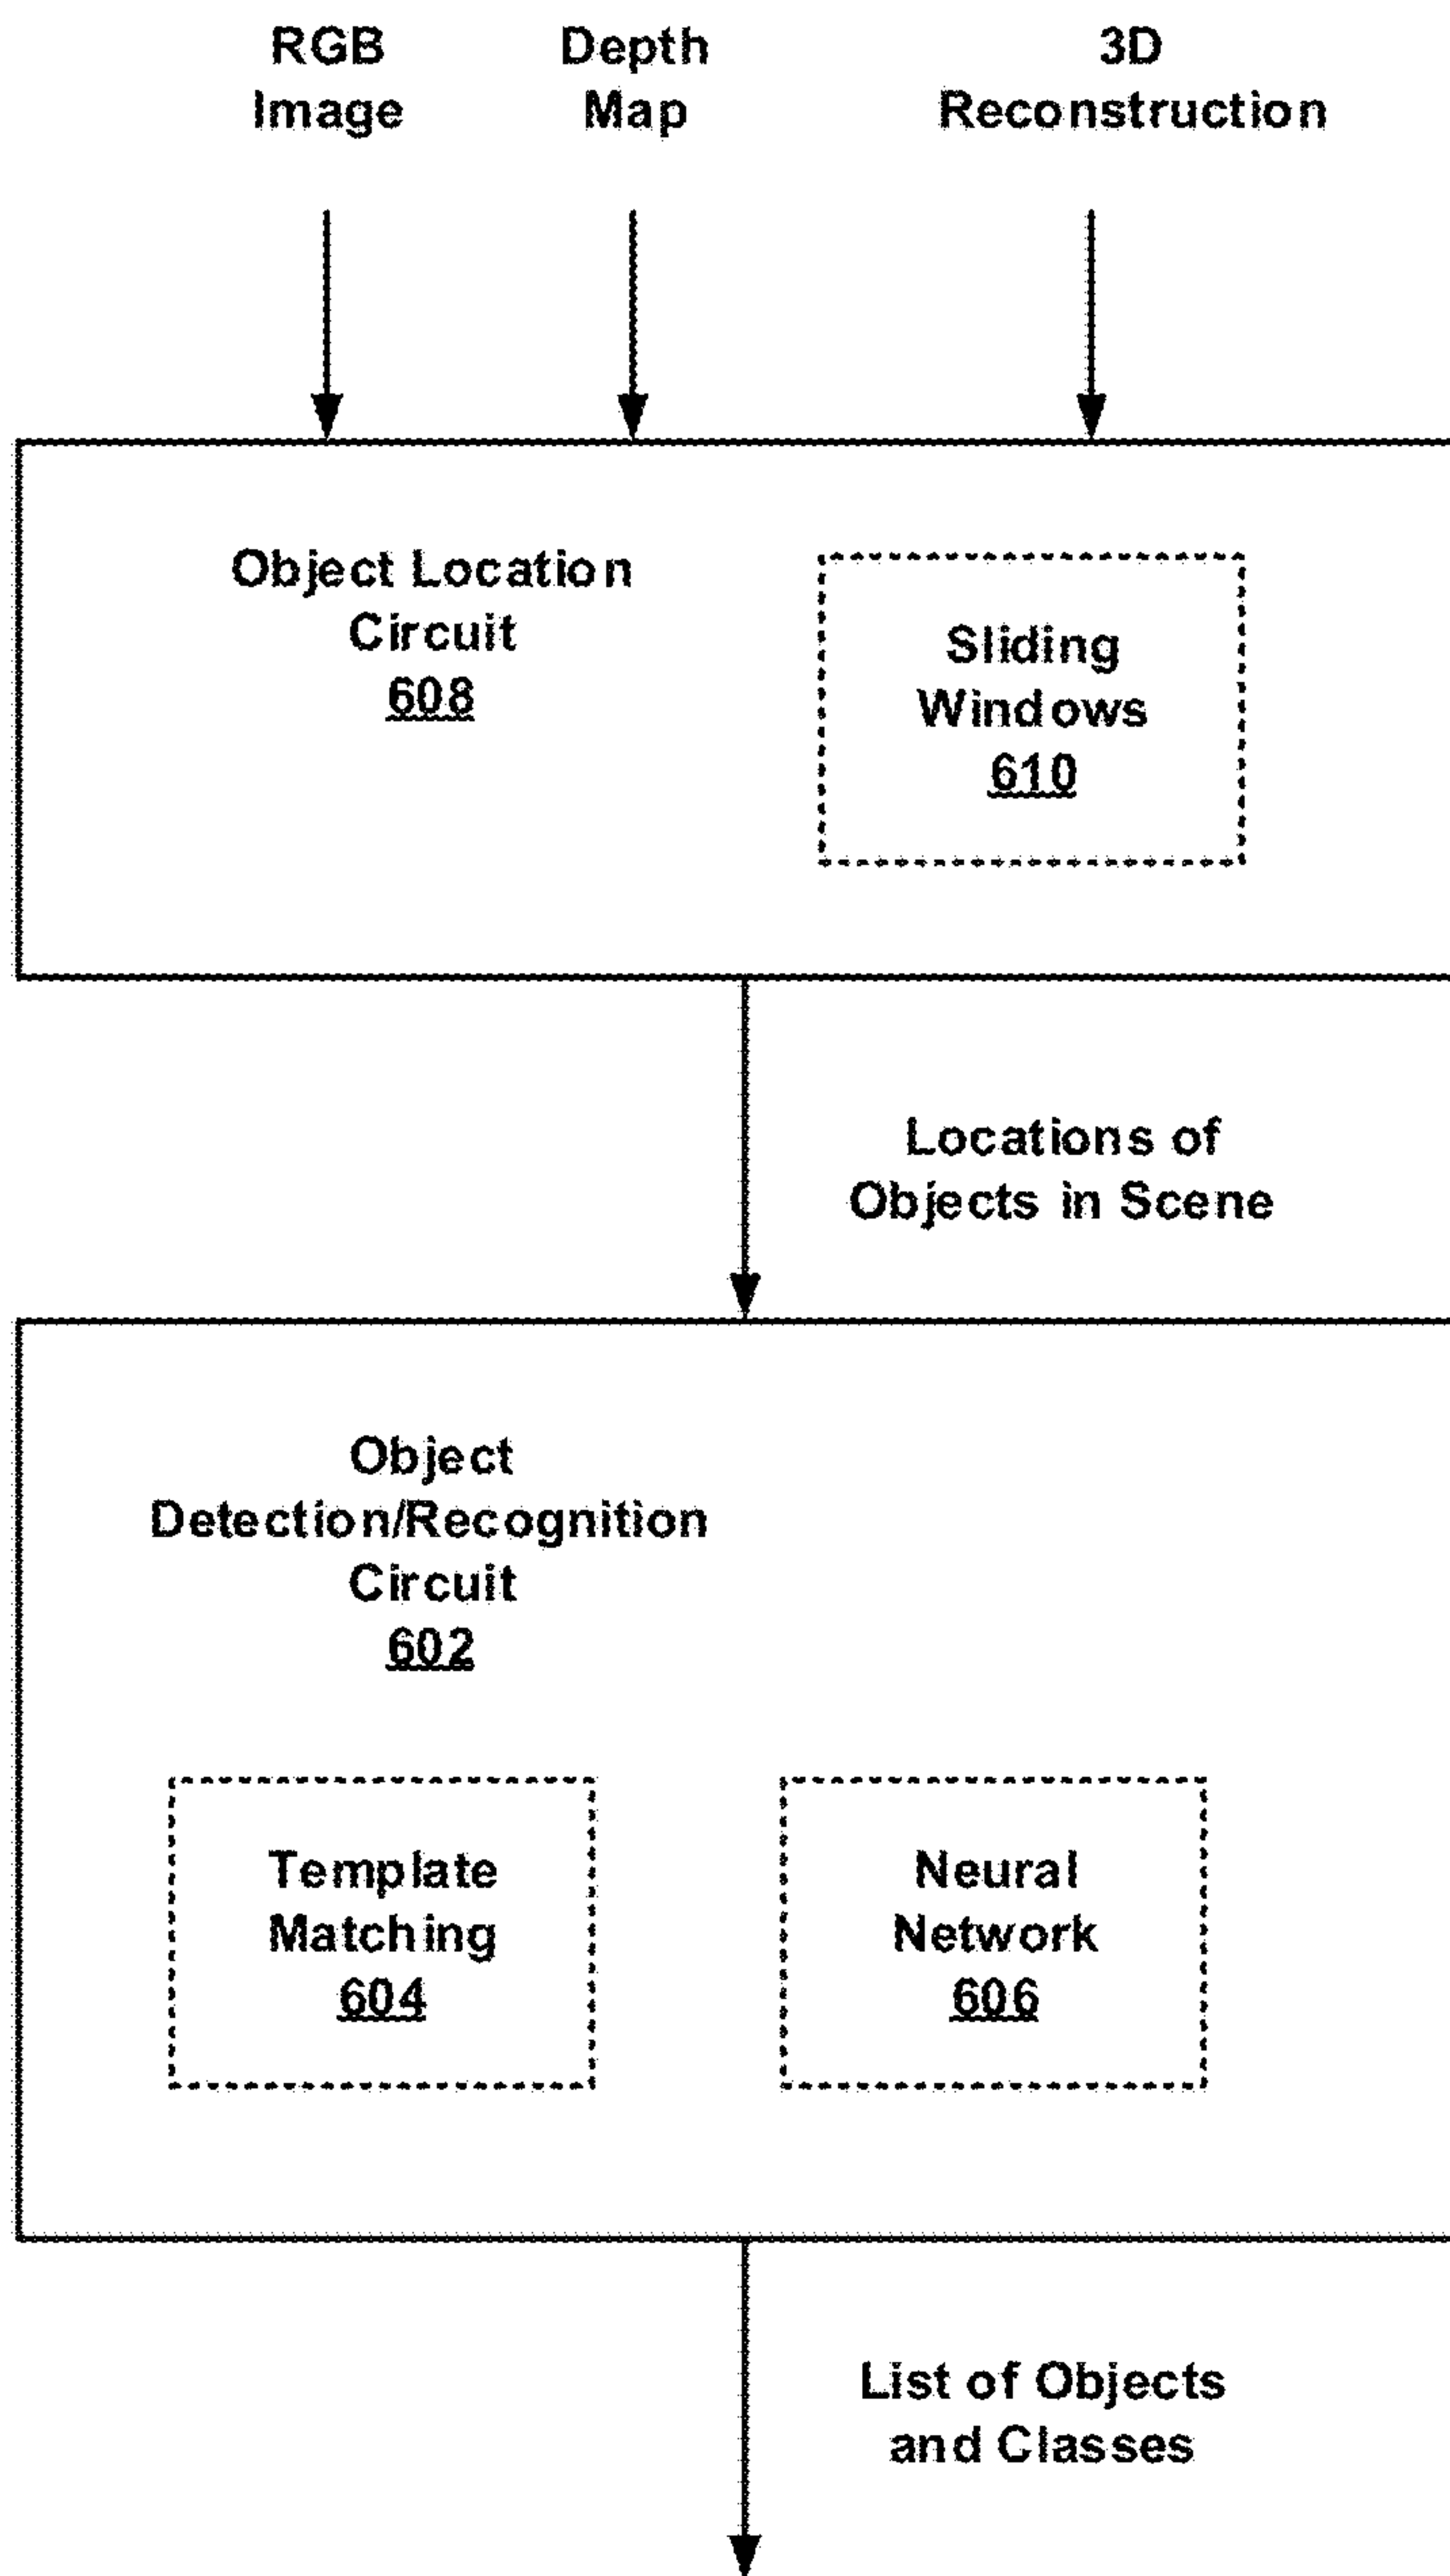 RGB
Image
Depth
Map
3D
Reconstruction
Object Location
Circuit
608
Sliding
Windows
610
Locations of
Objects in Scene
Object
Detection/Recognition
Circuit
602
Template
Matching
604
Neural
Network
606
List of Objects
and Classes